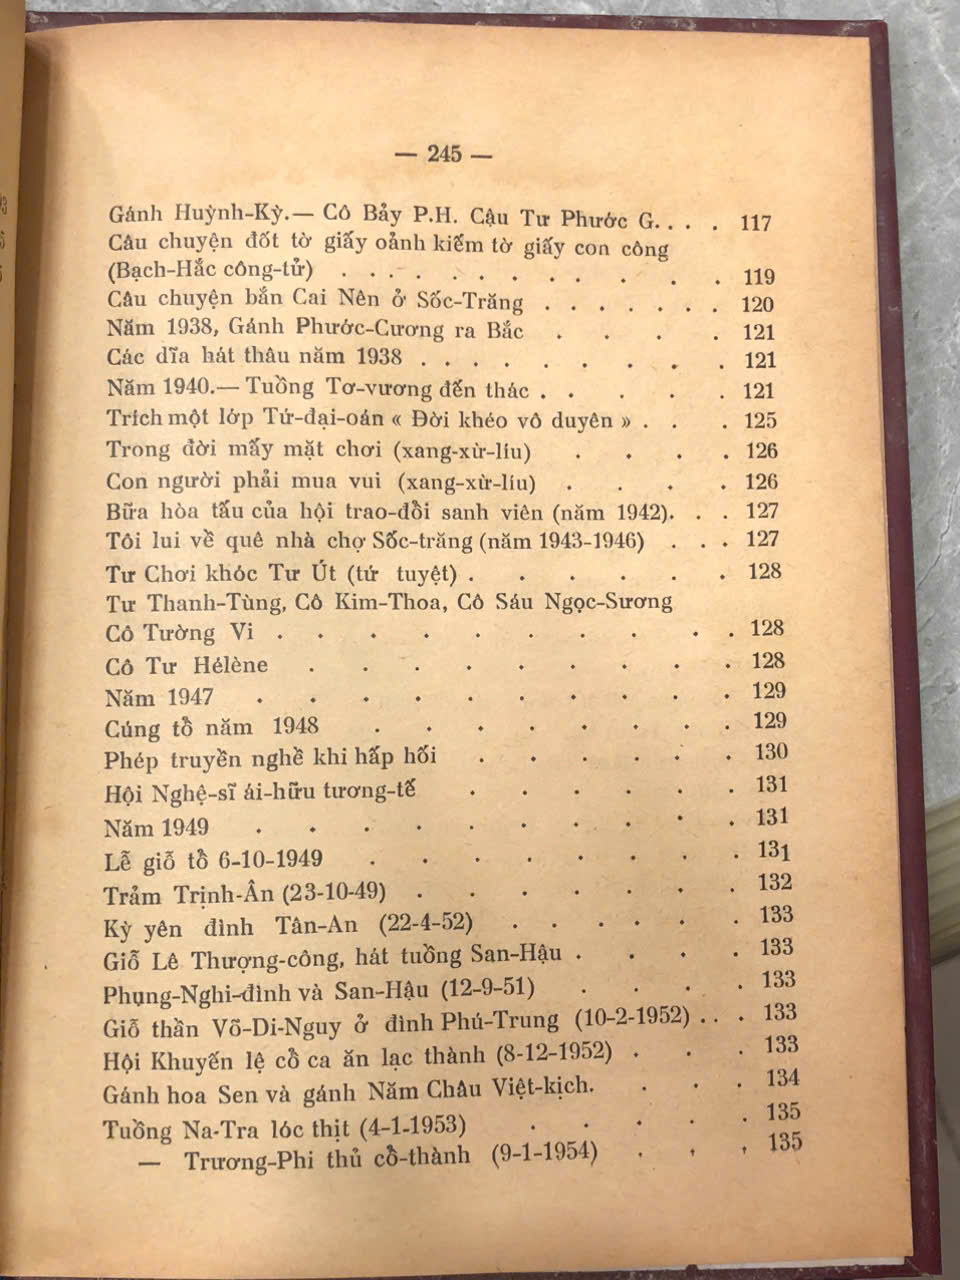 — 245 —
Gánh Huỳnh-Kỳ.— Cô Bảy P.H. Cậu Tư Phước G. . . . 117
Câu chuyện đốt tờ giấy oảnh kiếm tờ giấy con công
(Bạch-Hắc công-tử) . . . . . . . . . . . 119
Câu chuyện bắn Cai Nên ở Sốc-Trăng . . . . . . . 120
Năm 1938, Gánh Phước-Cương ra Bắc . . . . 121
Các dĩa hát thâu năm 1938 . . . . . . . . . 121
Năm 1940.— Tuồng Tơ-vương đến thác . . . . . 121
Trích một lớp Tứ-đại-oán « Đời khéo vô duyên » . . . 125
Trong đời mấy mặt chơi (xang-xừ-líu) . . . . 126
Con người phải mua vui (xang-xừ-líu) . . . . 126
Bữa hòa tấu của hội trao-đồi sanh viên (năm 1942). . . 127
Tôi lui về quê nhà chợ Sốc-trăng (năm 1943-1946) . . . 127
Tư Chơi khóc Tư Út (tứ tuyệt) . . . . . . 128
Tư Thanh-Tùng, Cô Kim-Thoa, Cô Sáu Ngọc-Sương
Cô Tường Vi . . . . . . . . . . 128
Cô Tư Hélène . . . . . . . . . 128
Năm 1947 . . . . . . . . . . 129
Cúng tồ năm 1948 . . . . . . . . 129
Phép truyền nghề khi hấp hối . . . . . . 130
Hội Nghệ-sĩ ái-hữu tương-tế . . . . . . 131
Năm 1949 . . . . . . . . . . 131
Lễ giỗ tồ 6-10-1949 . . . . . . . . 131
Trảm Trịnh-Ân (23-10-49) . . . . . . . 132
Kỳ yên đình Tân-An (22-4-52) . . . . . 133
Giỗ Lê Thượng-công, hát tuồng San-Hậu . . . . 133
Phụng-Nghi-đình và San-Hậu (12-9-51) . . . . 133
Giỗ thần Võ-Di-Nguy ở đình Phú-Trung (10-2-1952) . . . 133
Hội Khuyến lệ cồ ca ăn lạc thành (8-12-1952) . . . 133
Gánh hoa Sen và gánh Năm Châu Việt-kịch. . . . 134
Tuồng Na-Tra lóc thịt (4-1-1953) . . . . . 135
— Trương-Phi thủ cồ-thành (9-1-1954) . . . 135